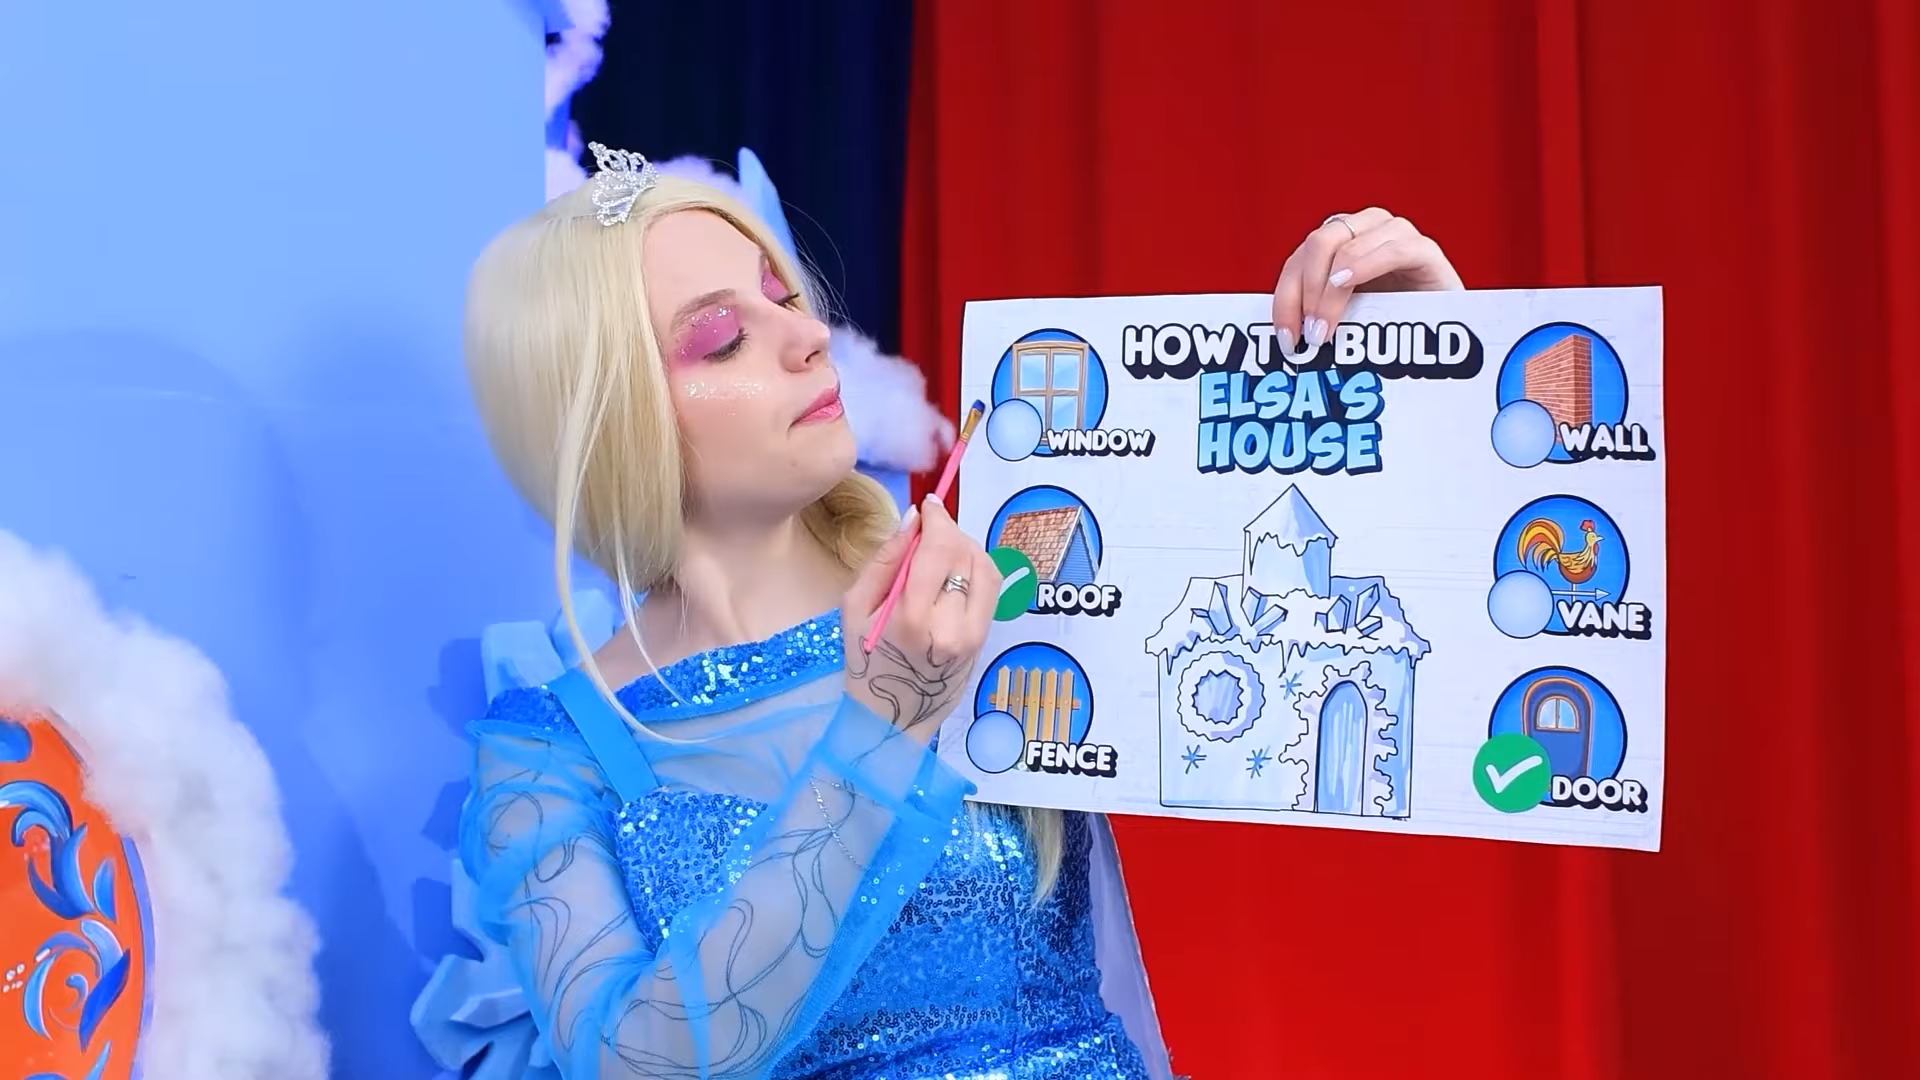 HOW TO BUILD
ELSA'S
HOUSE
WINDOW
WALL
ROOF
VANE
FENCE
DOOR